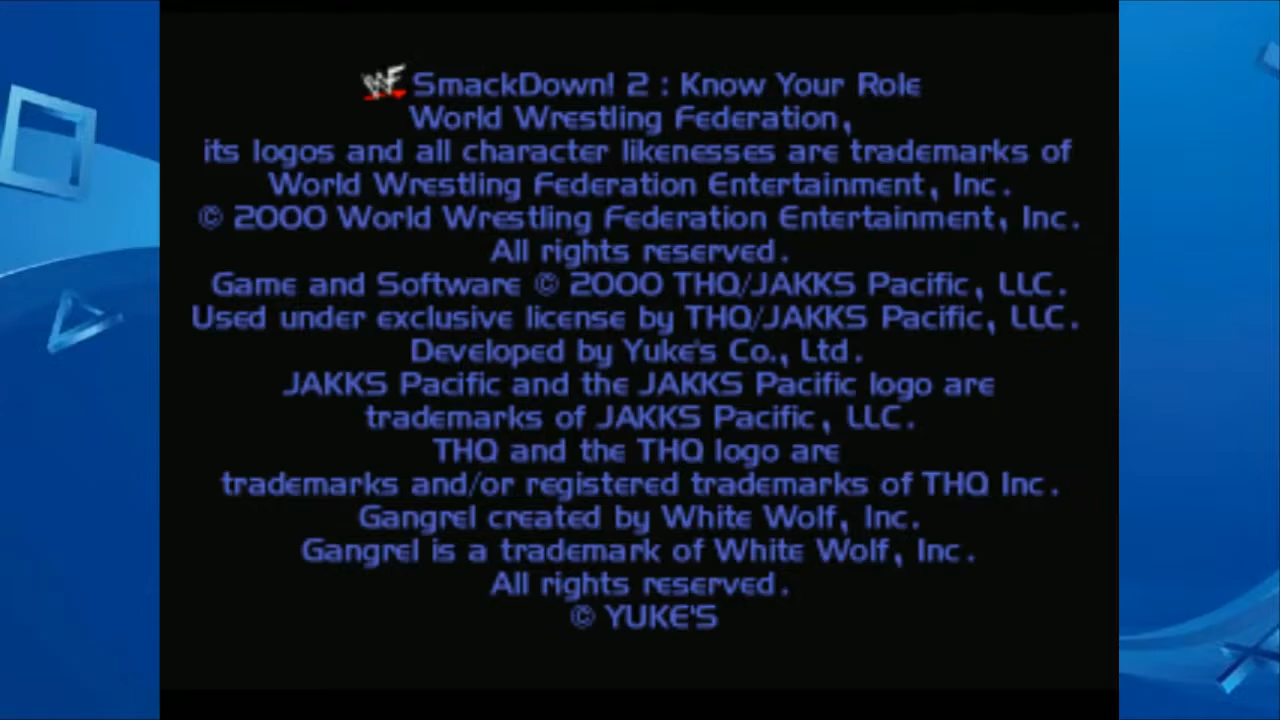 WF SmackDown! 2 : Know Your Role
World Wrestling Federation,
its logos and all character likenesses are trademarks of
World Wrestling Federation Entertainment, Inc.
© 2000 World Wrestling Federation Entertainment, Inc.
All rights reserved.
Game and Software © 2000 THQ/JAKKS Pacific, LLC.
Used under exclusive license by THQ/JAKKS Pacific, LLC.
Developed by Yuke's Co., Ltd.
JAKKS Pacific and the JAKKS Pacific logo are
trademarks of JAKKS Pacific, LLC.
THQ and the THQ logo are
trademarks and/or registered trademarks of THQ Inc.
Gangrel created by White Wolf, Inc.
Gangrel is a trademark of White Wolf, Inc.
All rights reserved.
© YUKE'S